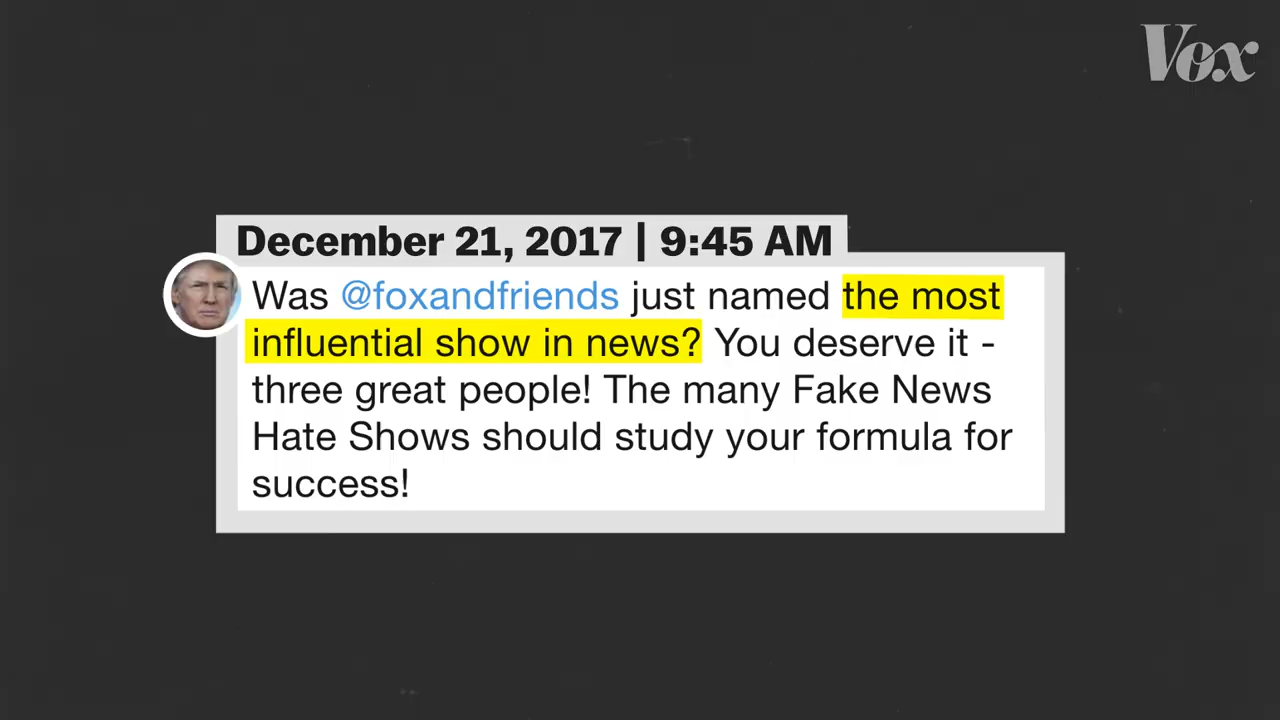 Vox
December 21, 2017 | 9:45 AM
Was @foxandfriends just named the most
influential show in news? You deserve it -
three great people! The many Fake News
Hate Shows should study your formula for
success!